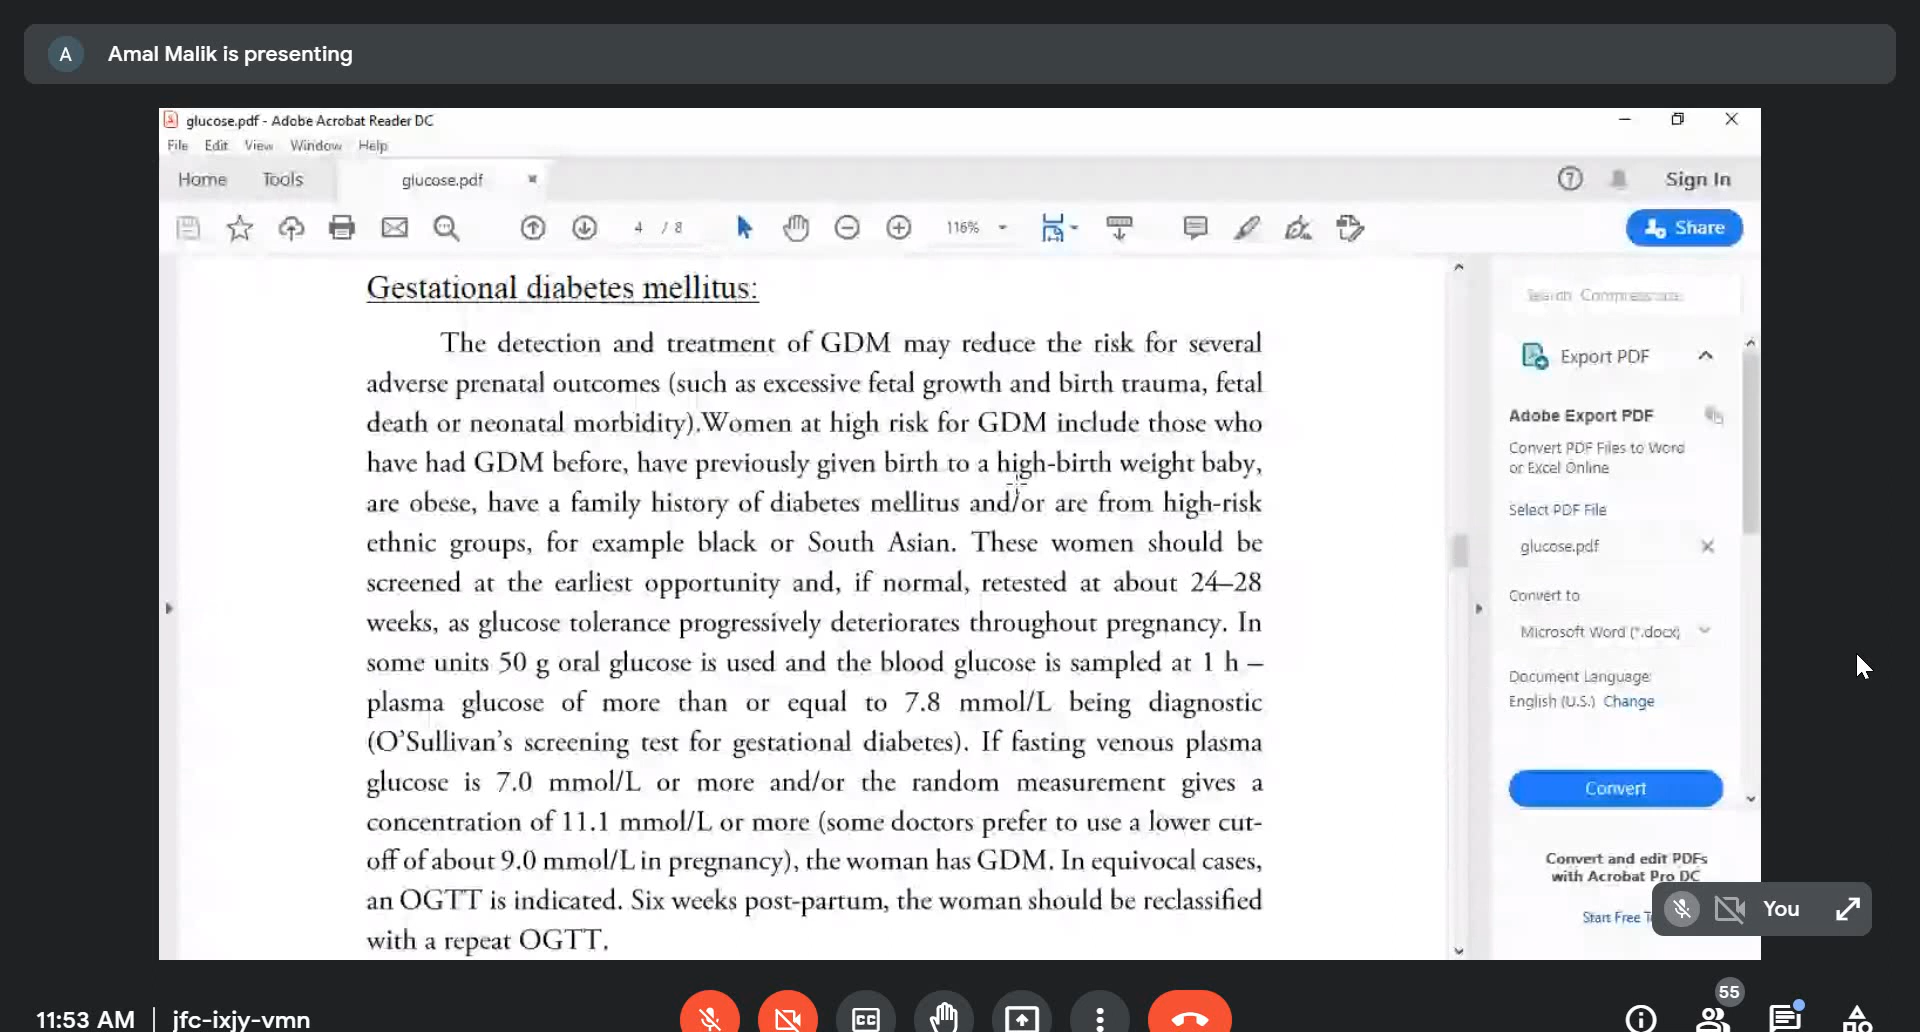 A Amal Malik is presenting
glucose.pdf - Adobe Acrobat Reader DC
File Edit View Window Help
Home Tools glucose.pdf Sign In
4 / 8 116% Share
Gestational diabetes mellitus:
The detection and treatment of GDM may reduce the risk for several
adverse prenatal outcomes (such as excessive fetal growth and birth trauma, fetal
death or neonatal morbidity).Women at high risk for GDM include those who
have had GDM before, have previously given birth to a high-birth weight baby,
are obese, have a family history of diabetes mellitus and/or are from high-risk
ethnic groups, for example black or South Asian. These women should be
screened at the earliest opportunity and, if normal, retested at about 24–28
weeks, as glucose tolerance progressively deteriorates throughout pregnancy. In
some units 50 g oral glucose is used and the blood glucose is sampled at 1 h –
plasma glucose of more than or equal to 7.8 mmol/L being diagnostic
(O’Sullivan’s screening test for gestational diabetes). If fasting venous plasma
glucose is 7.0 mmol/L or more and/or the random measurement gives a
concentration of 11.1 mmol/L or more (some doctors prefer to use a lower cut-
off of about 9.0 mmol/L in pregnancy), the woman has GDM. In equivocal cases,
an OGTT is indicated. Six weeks post-partum, the woman should be reclassified
with a repeat OGTT.
Export PDF
Adobe Export PDF
Convert PDF Files to Word
or Excel Online
Select PDF File
glucose.pdf
Convert to
Microsoft Word (*.docx)
Document Language:
English (U.S.) Change
Convert
Convert and edit PDFs
with Acrobat Pro DC
Start Free
You
11:53 AM jfc-ixjy-vmn
CC
55